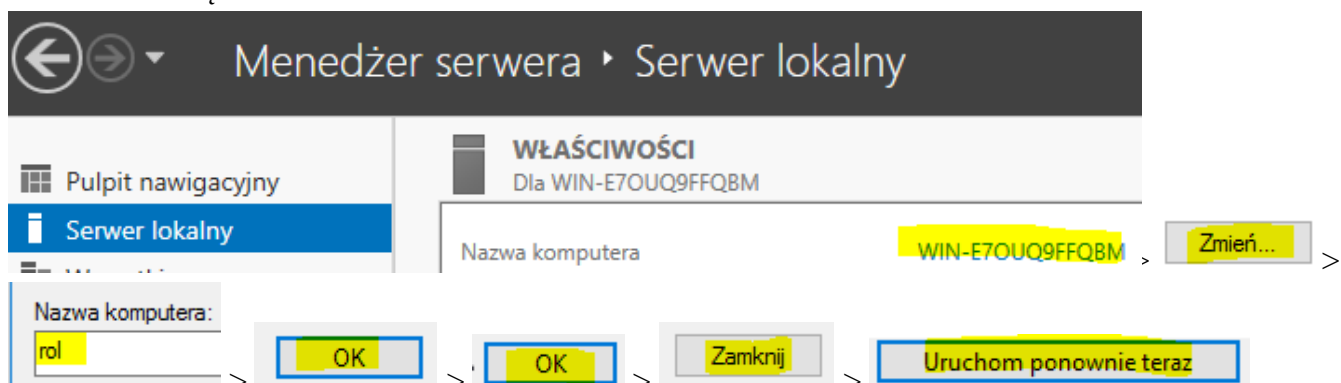 Menedżer serwera ‣ Serwer lokalny
WŁAŚCIWOŚCI
Dla WIN-E7OUQ9FFQBM
Pulpit nawigacyjny
Serwer lokalny
Nazwa komputera WIN-E7OUQ9FFQBM > Zmień... >
Nazwa komputera:
rol > OK > OK > Zamknij > Uruchom ponownie teraz